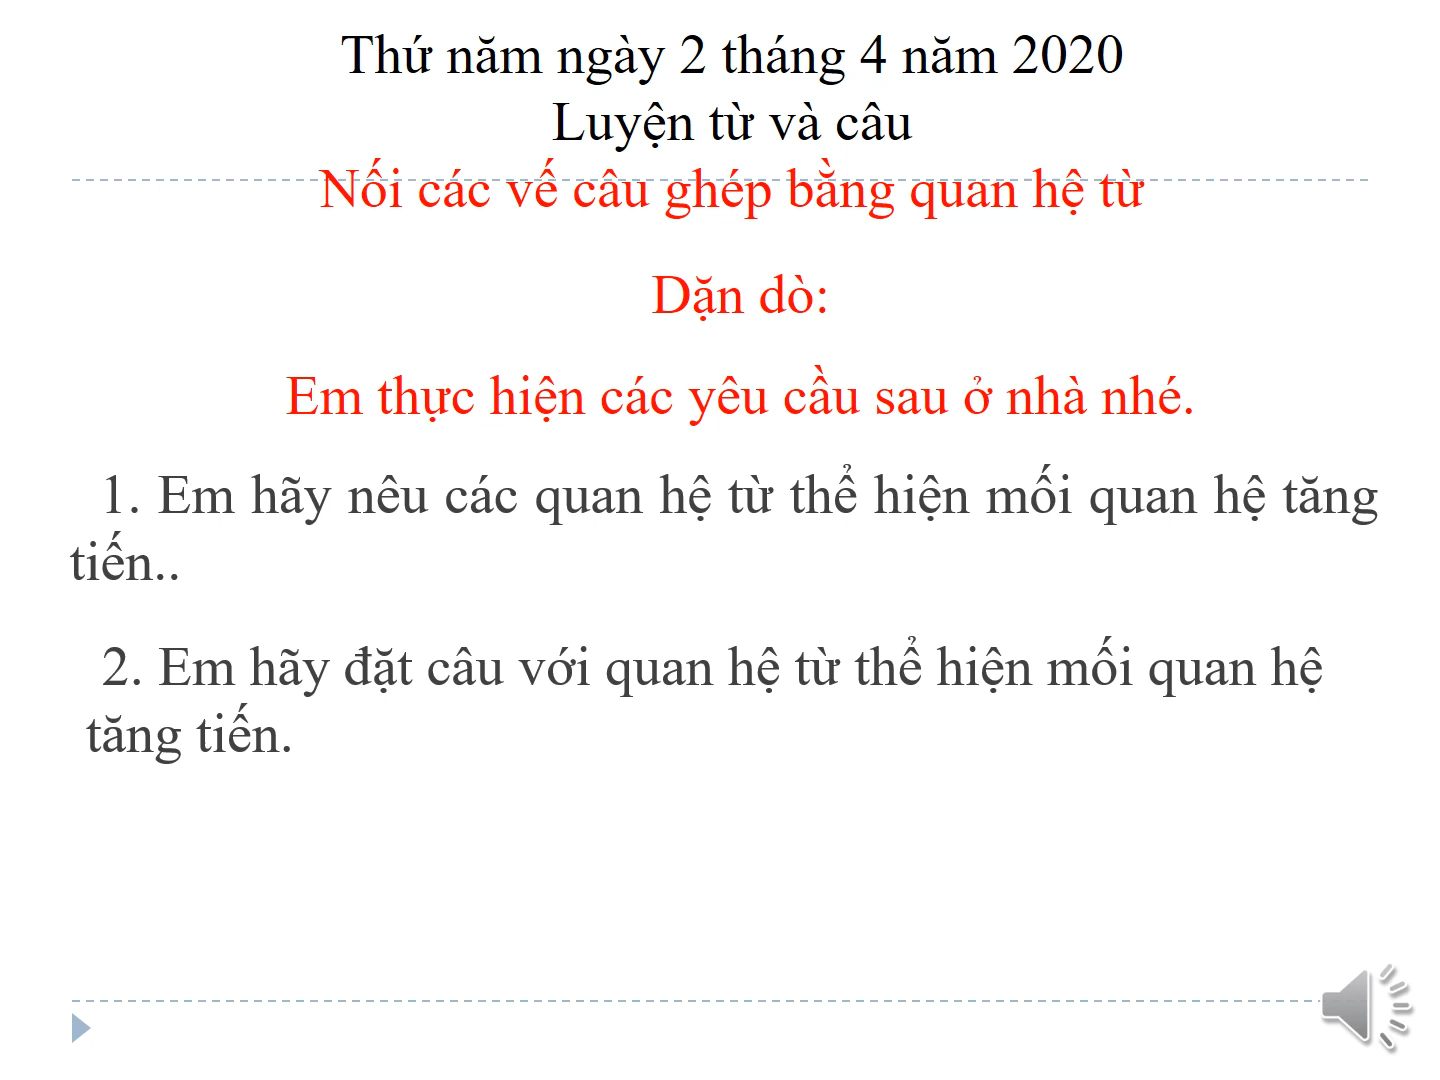 Thứ năm ngày 2 tháng 4 năm 2020
Luyện từ và câu
Nối các vế câu ghép bằng quan hệ từ
Dặn dò:
Em thực hiện các yêu cầu sau ở nhà nhé.
1. Em hãy nêu các quan hệ từ thể hiện mối quan hệ tăng
tiến..
2. Em hãy đặt câu với quan hệ từ thể hiện mối quan hệ
tăng tiến.